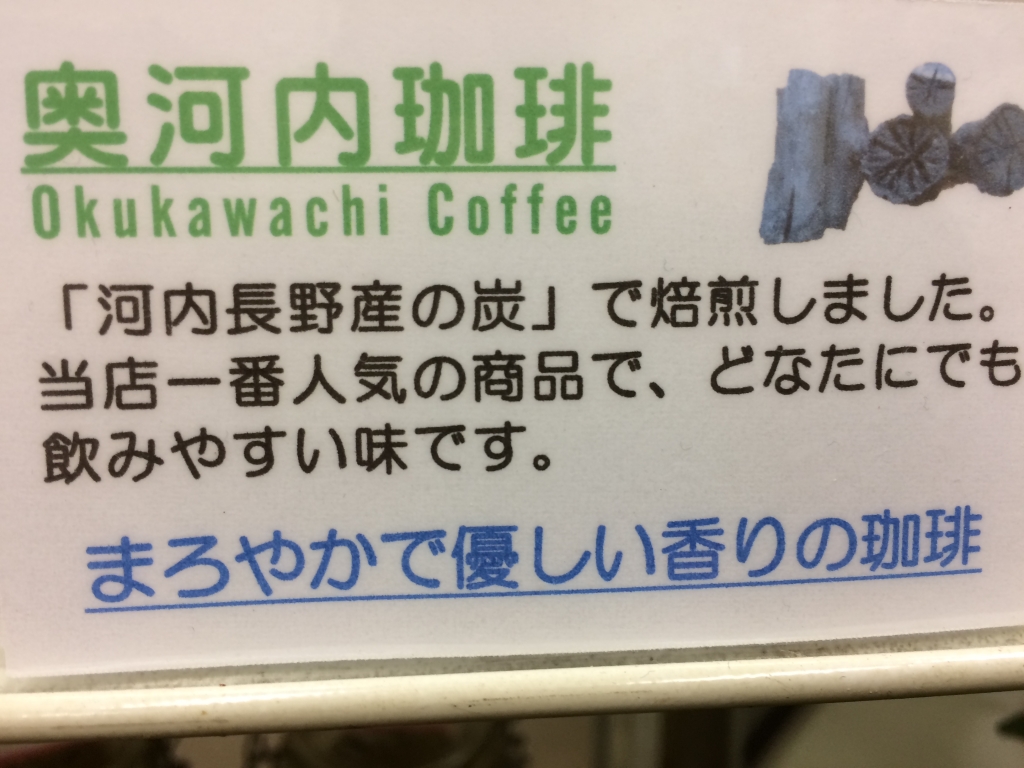 奥河内珈琲
Okukawachi Coffee
「河内長野産の炭」で焙煎しました。
当店一番人気の商品で、どなたにでも
飲みやすい味です。
まろやかで優しい香りの珈琲